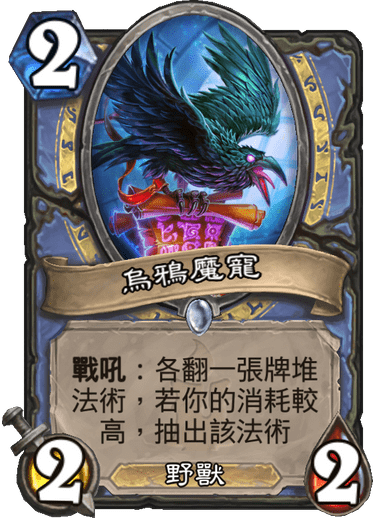 2
烏鴉魔寵
戰吼：各翻一張牌堆
法術，若你的消耗較
高，抽出該法術
2
野獸
2